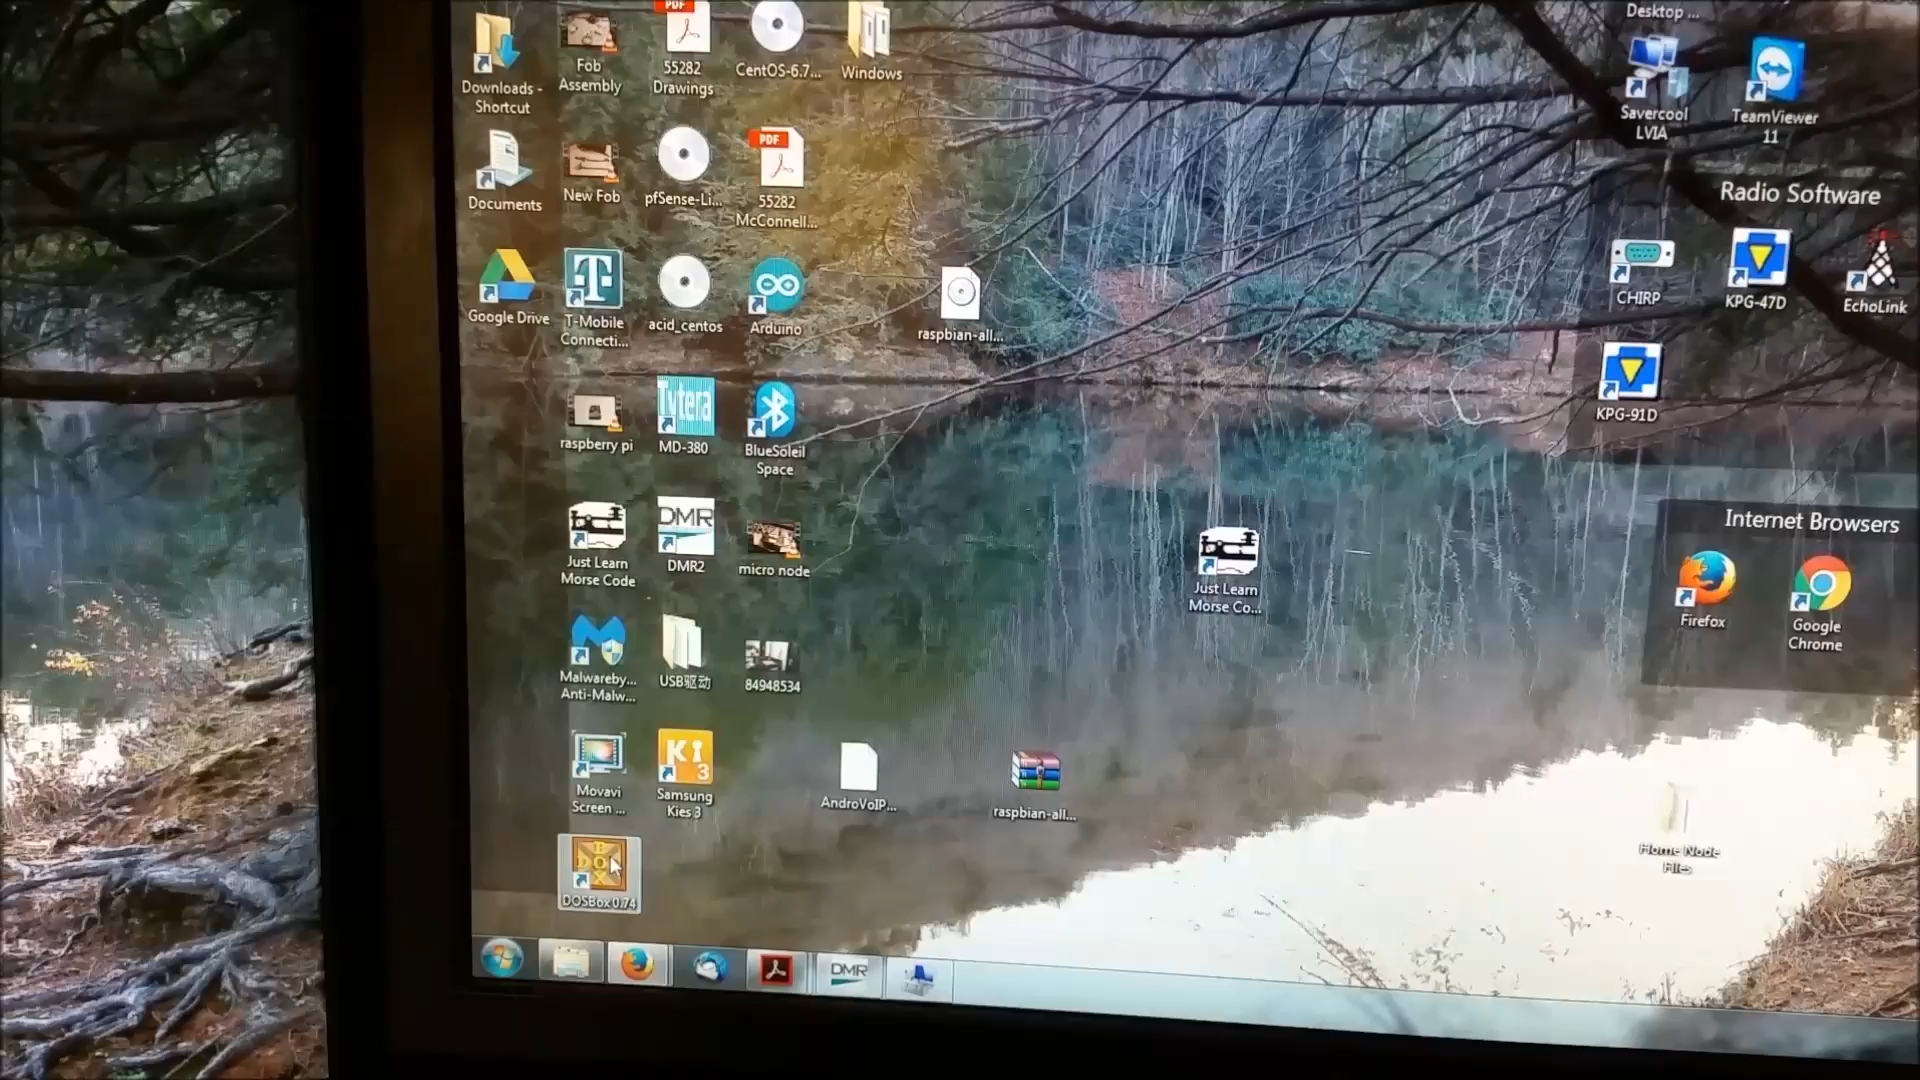 Desktop ...
Downloads -
Shortcut
Fob
Assembly
PDF
55282
Drawings
CentOS-6.7...
Windows
Savercool
LVIA
TeamViewer
11
Documents
New Fob
pfSense-Li...
PDF
55282
McConnell...
Radio Software
Google Drive
T
T-Mobile
Connecti...
acid_centos
Arduino
raspbian-all...
CHIRP
KPG-47D
EchoLink
raspberry pi
Tytera
MD-380
BlueSoleil
Space
KPG-91D
Just Learn
Morse Code
DMR
DMR2
micro node
Just Learn
Morse Co...
Internet Browsers
Firefox
Google
Chrome
Malwareby...
Anti-Malw...
USB驱动
84948534
Movavi
Screen ...
3
Samsung
Kies 3
AndroVoIP...
raspbian-all...
Home Node
Files
DOSBox 0.74
DMR